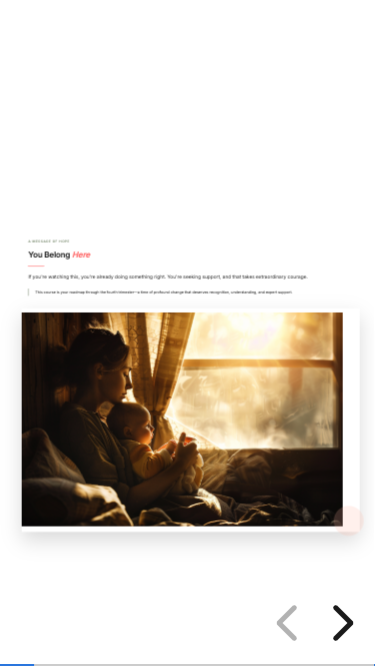 A MESSAGE OF HOPE
You Belong Here
If you're watching this, you're already doing something right. You're seeking support, and that takes extraordinary courage.
This course is your roadmap through the fourth trimester—a time of profound change that deserves recognition, understanding, and expert support.